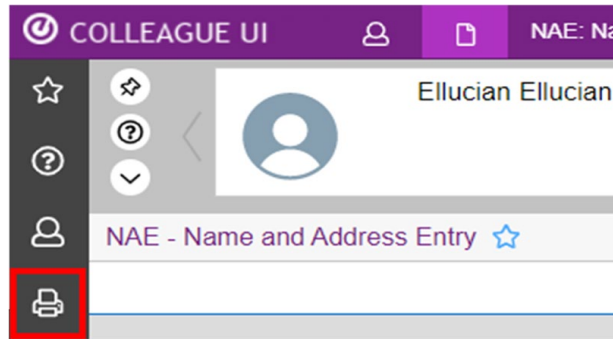 COLLEAGUE UI
NAE: Na
Ellucian Ellucian
NAE - Name and Address Entry